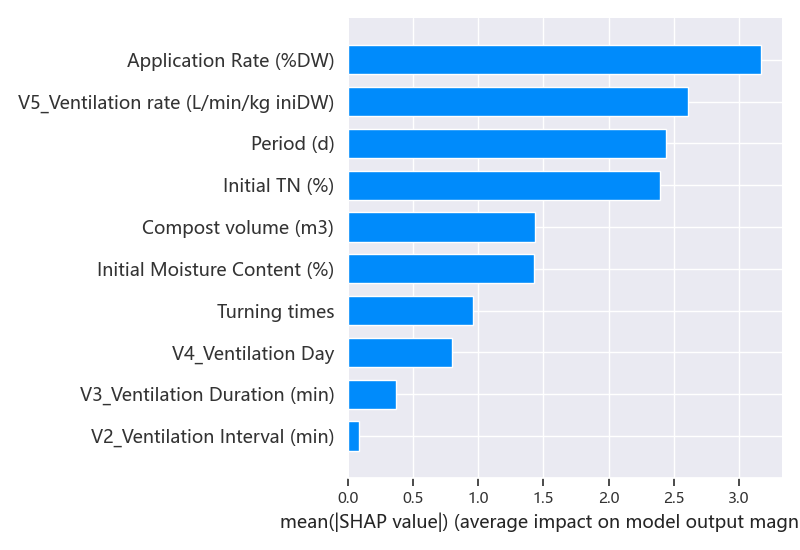 Application Rate (%DW)
V5_Ventilation rate (L/min/kg iniDW)
Period (d)
Initial TN (%)
Compost volume (m3)
Initial Moisture Content (%)
Turning times
V4_Ventilation Day
V3_Ventilation Duration (min)
V2_Ventilation Interval (min)
0.0 0.5 1.0 1.5 2.0 2.5 3.0
mean(|SHAP value|) (average impact on model output magn